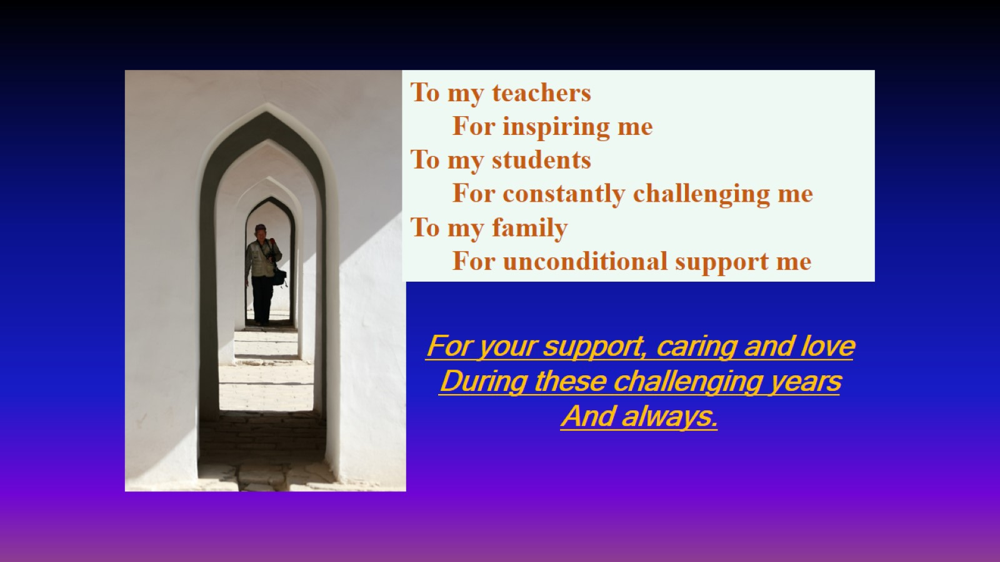 To my teachers
For inspiring me
To my students
For constantly challenging me
To my family
For unconditional support me
For your support, caring and love
During these challenging years
And always.